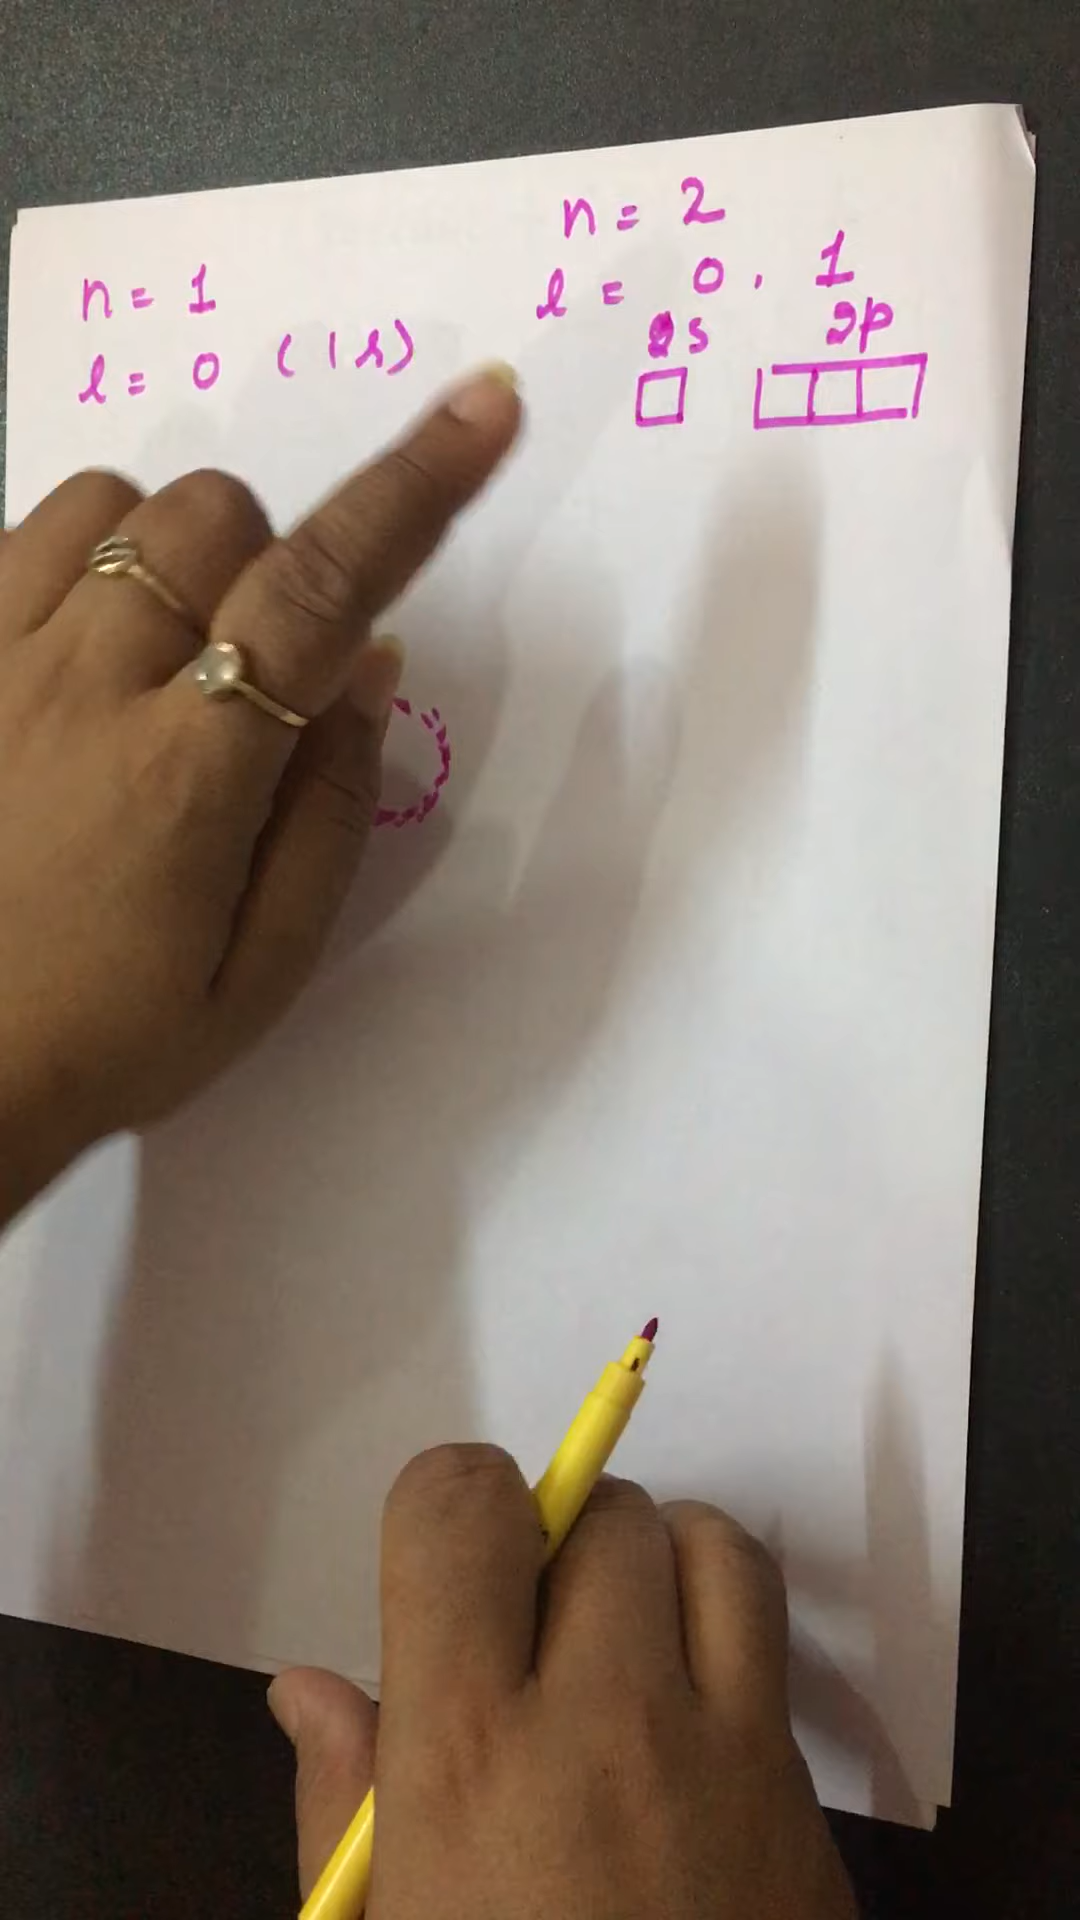 n = 1
l = 0 (1s)
n = 2
l = 0, 1
2s 2p